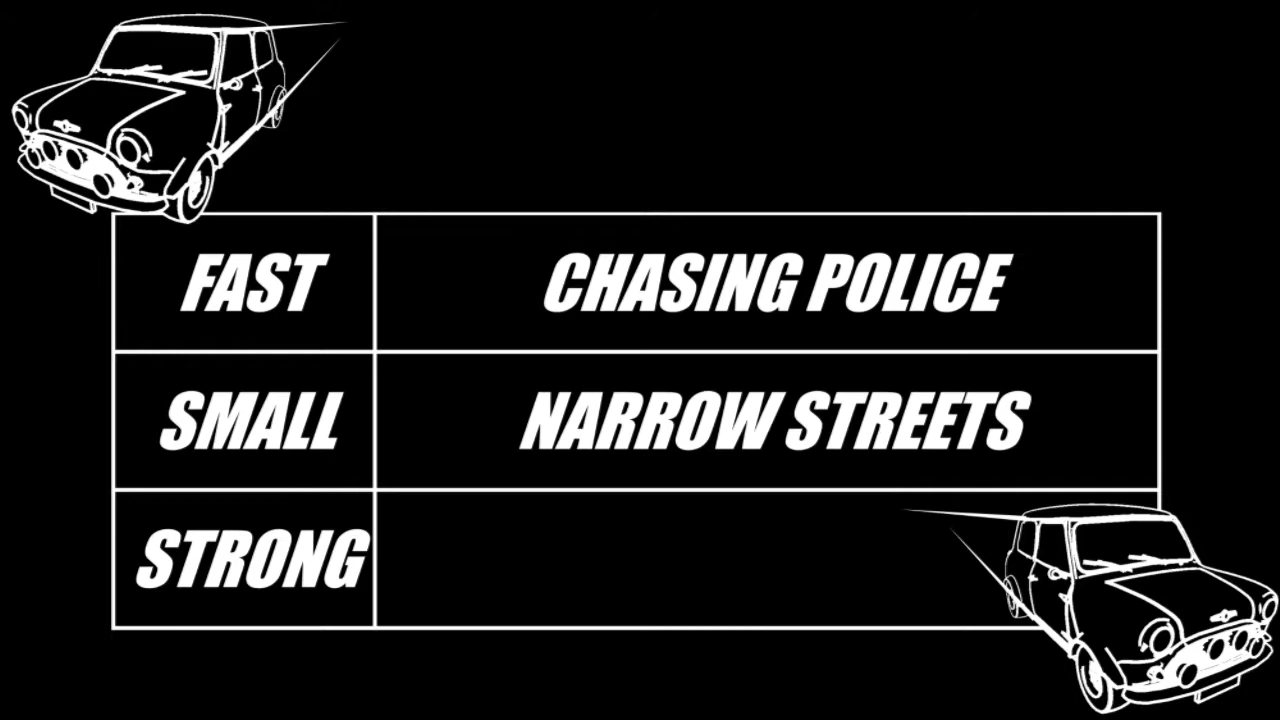 FAST
CHASING POLICE
SMALL
NARROW STREETS
STRONG